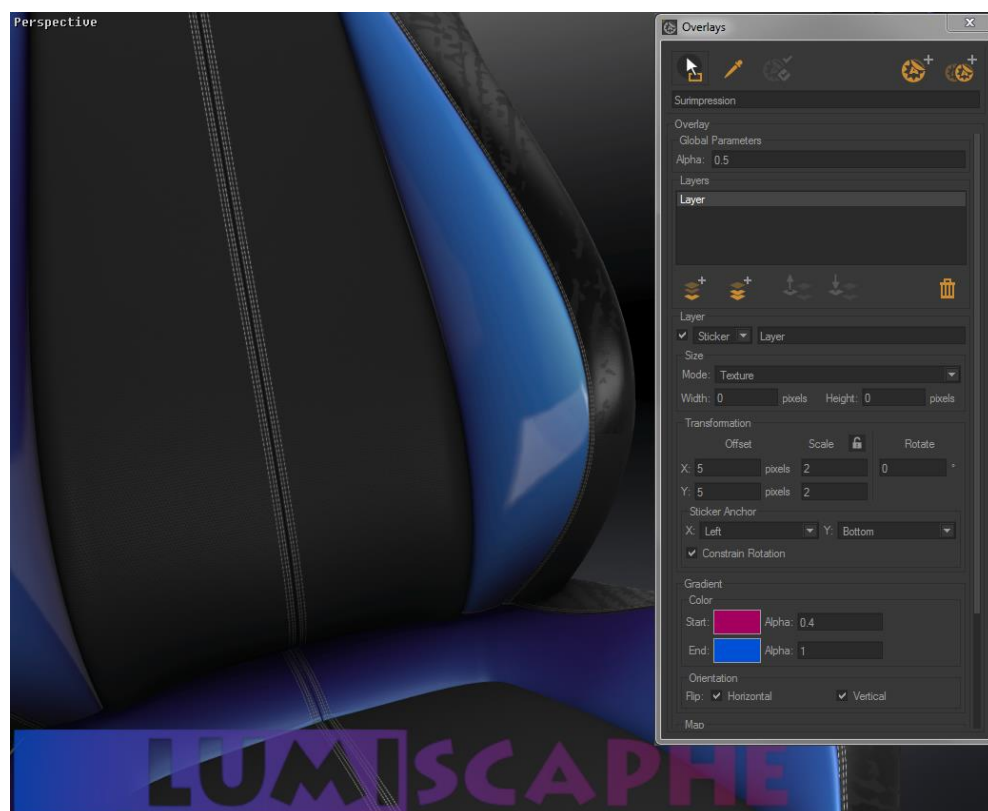 Perspective
Overlays
Surimpression
Overlay
Global Parameters
Alpha: 0.5
Layers
Layer
Layer
Sticker Layer
Size
Mode: Texture
Width: 0 pixels Height: 0 pixels
Transformation
Offset Scale Rotate
X: 5 pixels 2 0 °
Y: 5 pixels 2
Sticker Anchor
X: Left Y: Bottom
Constrain Rotation
Gradient
Color
Start: Alpha: 0.4
End: Alpha: 1
Orientation
Flip: Horizontal Vertical
Map
LUMISCAPHE